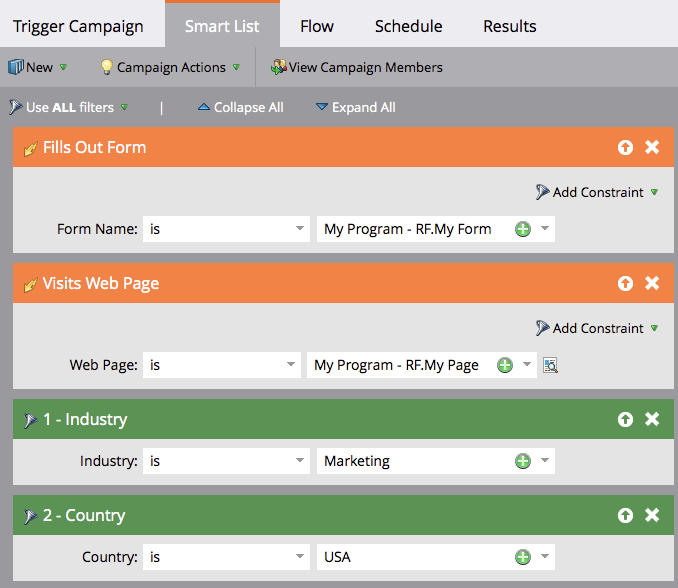 Trigger Campaign Smart List Flow Schedule Results
New Campaign Actions View Campaign Members
Use ALL filters | Collapse All Expand All
Fills Out Form
Add Constraint
Form Name: is My Program - RF.My Form
Visits Web Page
Add Constraint
Web Page: is My Program - RF.My Page
1 - Industry
Industry: is Marketing
2 - Country
Country: is USA